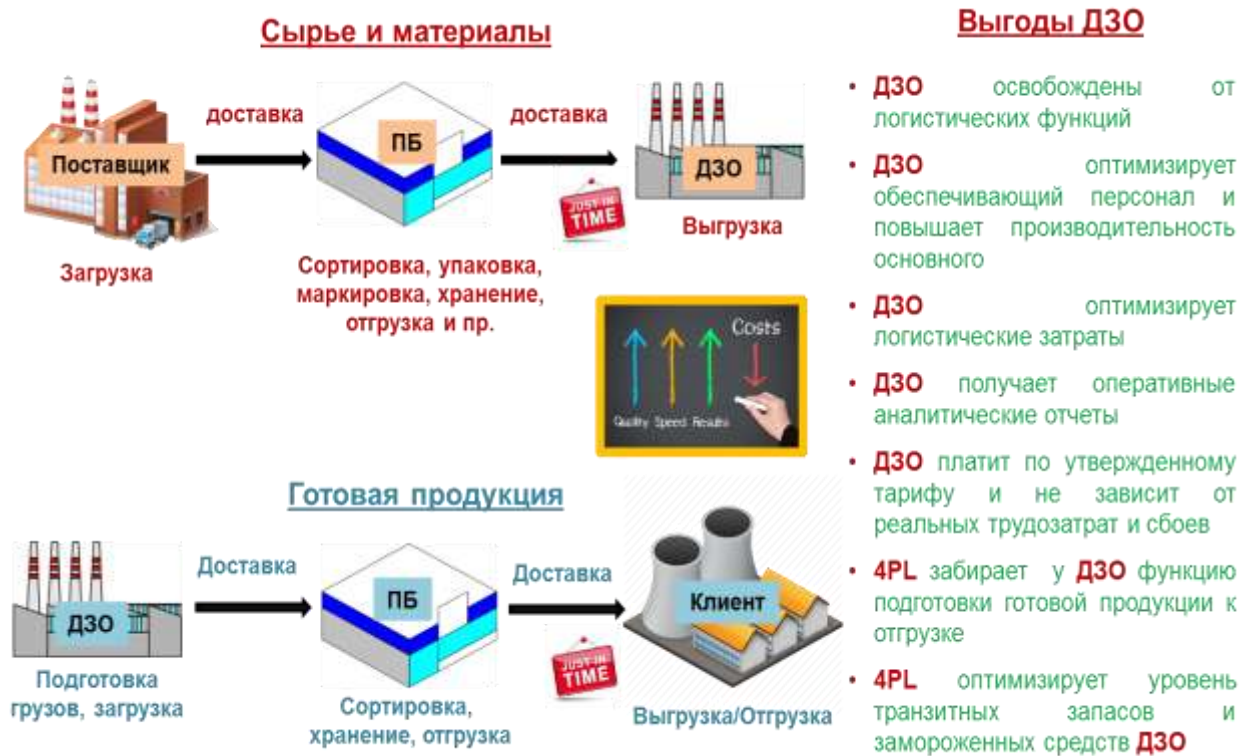 Сырье и материалы
доставка
доставка
Поставщик
ПБ
ДЗО
JUST-IN
TIME
Загрузка
Выгрузка
Сортировка, упаковка,
маркировка, хранение,
отгрузка и пр.
Costs
Quality Speed Results
Готовая продукция
Доставка
Доставка
ДЗО
ПБ
Клиент
JUST-IN
TIME
Подготовка
грузов, загрузка
Сортировка,
хранение, отгрузка
Выгрузка/Отгрузка
Выгоды ДЗО
• ДЗО освобождены от
логистических функций
• ДЗО оптимизирует
обеспечивающий персонал и
повышает производительность
основного
• ДЗО оптимизирует
логистические затраты
• ДЗО получает оперативные
аналитические отчеты
• ДЗО платит по утвержденному
тарифу и не зависит от
реальных трудозатрат и сбоев
• 4PL забирает у ДЗО функцию
подготовки готовой продукции к
отгрузке
• 4PL оптимизирует уровень
транзитных запасов и
замороженных средств ДЗО